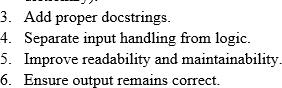 3. Add proper docstrings.
4. Separate input handling from logic.
5. Improve readability and maintainability.
6. Ensure output remains correct.